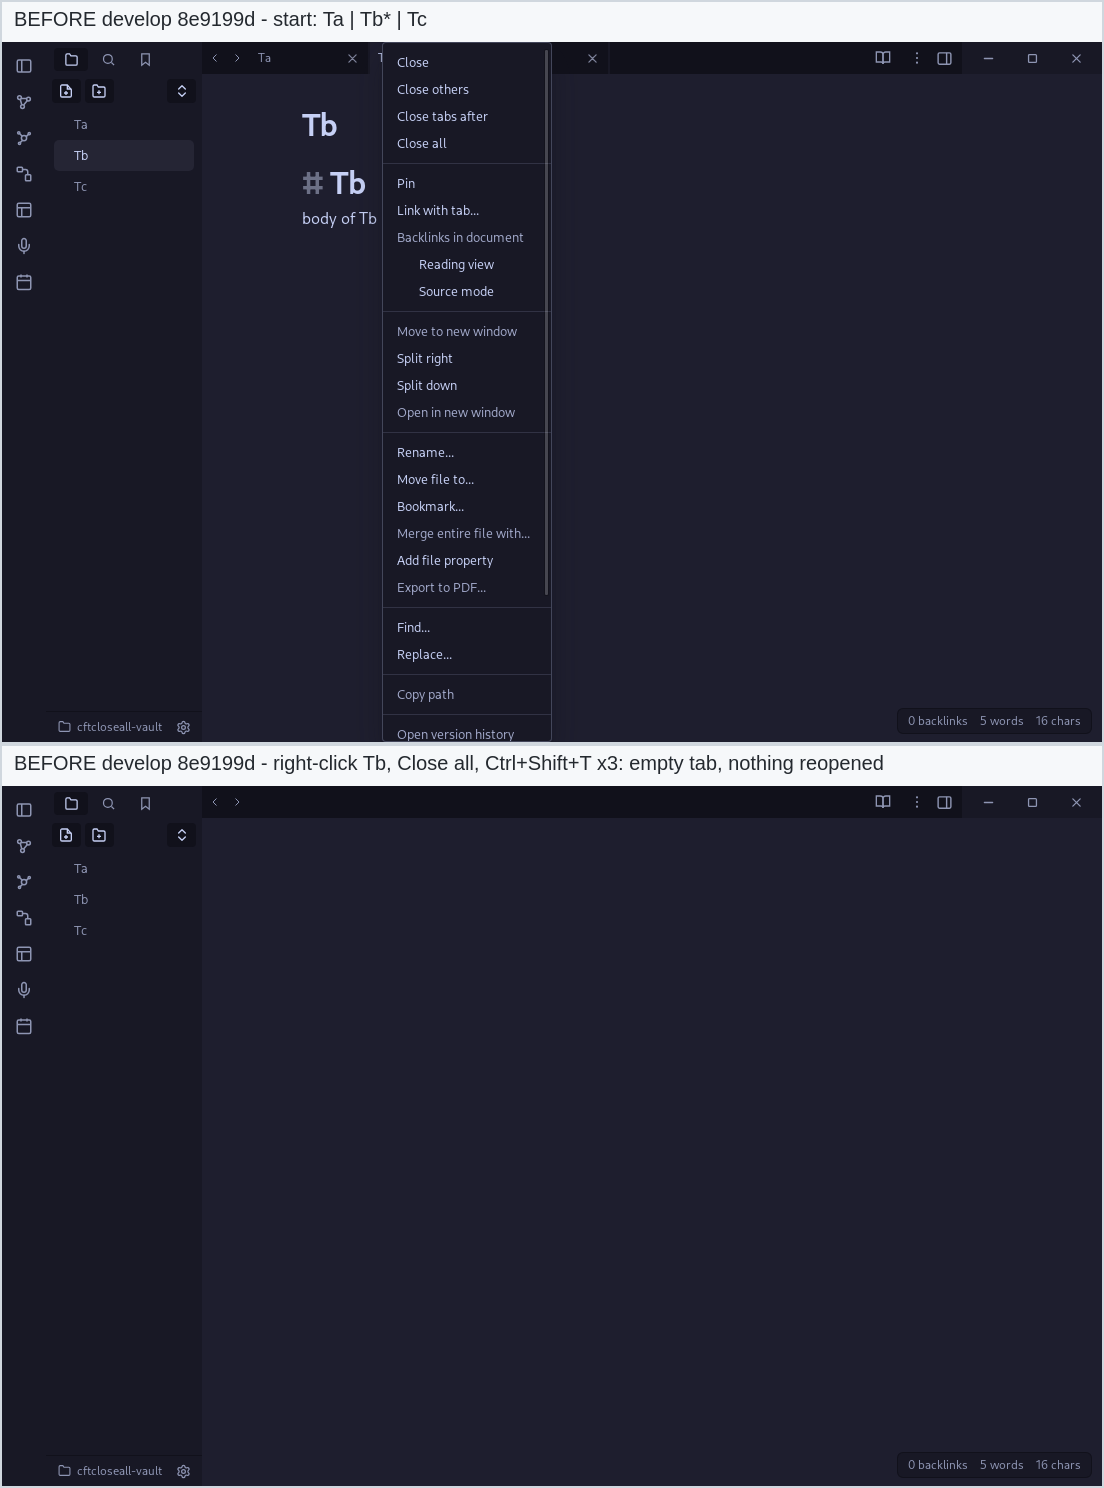 BEFORE develop 8e9199d - start: Ta | Tb* | Tc
Ta
Ta
Tb
Tc
Tb
# Tb
body of Tb
Close
Close others
Close tabs after
Close all
Pin
Link with tab...
Backlinks in document
Reading view
Source mode
Move to new window
Split right
Split down
Open in new window
Rename...
Move file to...
Bookmark...
Merge entire file with...
Add file property
Export to PDF...
Find...
Replace...
Copy path
Open version history
cftcloseall-vault
0 backlinks 5 words 16 chars
BEFORE develop 8e9199d - right-click Tb, Close all, Ctrl+Shift+T x3: empty tab, nothing reopened
Ta
Tb
Tc
cftcloseall-vault
0 backlinks 5 words 16 chars